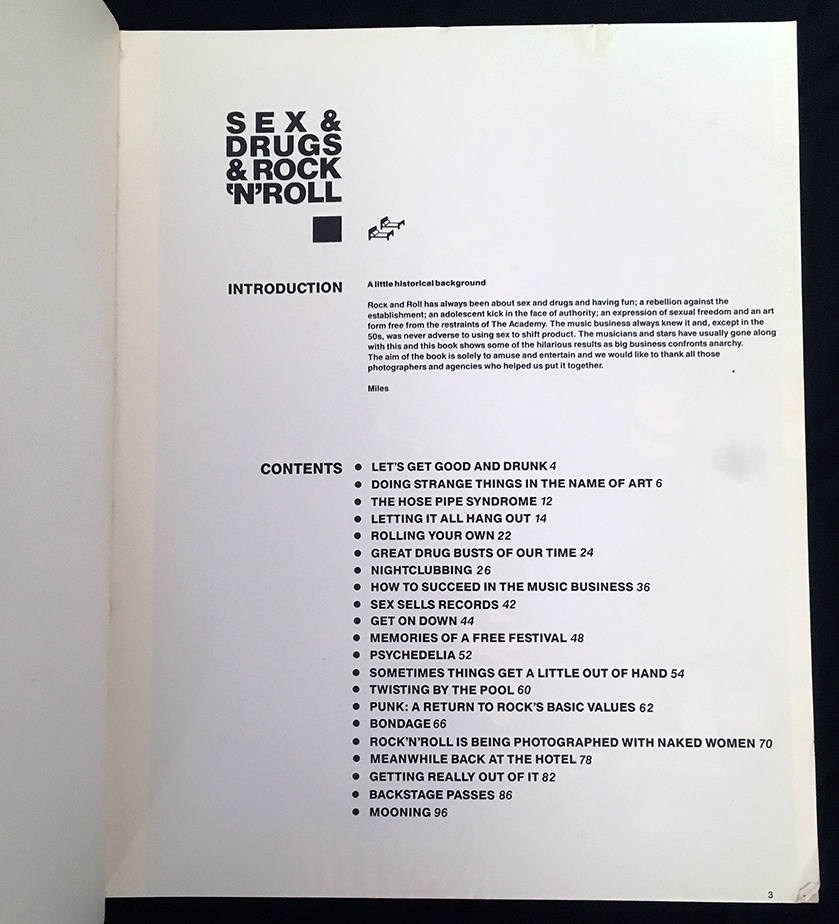 SEX &
DRUGS
& ROCK
'N'ROLL
INTRODUCTION
A little historical background
Rock and Roll has always been about sex and drugs and having fun; a rebellion against the
establishment; an adolescent kick in the face of authority; an expression of sexual freedom and an art
form free from the restraints of The Academy. The music business always knew it and, except in the
50s, was never adverse to using sex to shift product. The musicians and stars have usually gone along
with this and this book shows some of the hilarious results as big business confronts anarchy.
The aim of the book is solely to amuse and entertain and we would like to thank all those
photographers and agencies who helped us put it together.
Miles
CONTENTS
● LET'S GET GOOD AND DRUNK 4
● DOING STRANGE THINGS IN THE NAME OF ART 6
● THE HOSE PIPE SYNDROME 12
● LETTING IT ALL HANG OUT 14
● ROLLING YOUR OWN 22
● GREAT DRUG BUSTS OF OUR TIME 24
● NIGHTCLUBBING 26
● HOW TO SUCCEED IN THE MUSIC BUSINESS 36
● SEX SELLS RECORDS 42
● GET ON DOWN 44
● MEMORIES OF A FREE FESTIVAL 48
● PSYCHEDELIA 52
● SOMETIMES THINGS GET A LITTLE OUT OF HAND 54
● TWISTING BY THE POOL 60
● PUNK: A RETURN TO ROCK'S BASIC VALUES 62
● BONDAGE 66
● ROCK'N'ROLL IS BEING PHOTOGRAPHED WITH NAKED WOMEN 70
● MEANWHILE BACK AT THE HOTEL 78
● GETTING REALLY OUT OF IT 82
● BACKSTAGE PASSES 86
● MOONING 96
3